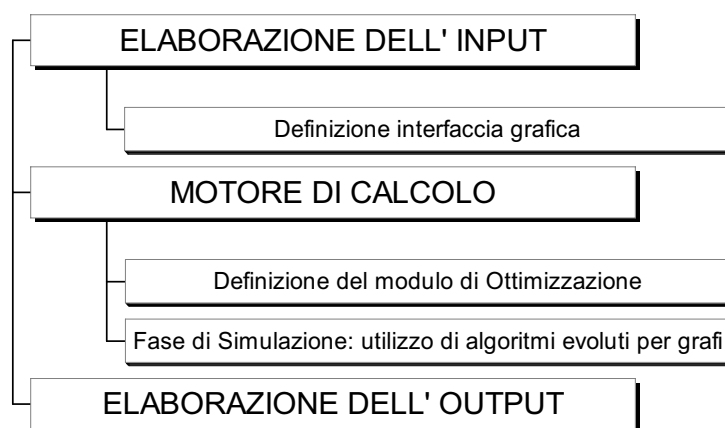 ELABORAZIONE DELL' INPUT
Definizione interfaccia grafica
MOTORE DI CALCOLO
Definizione del modulo di Ottimizzazione
Fase di Simulazione: utilizzo di algoritmi evoluti per grafi
ELABORAZIONE DELL' OUTPUT